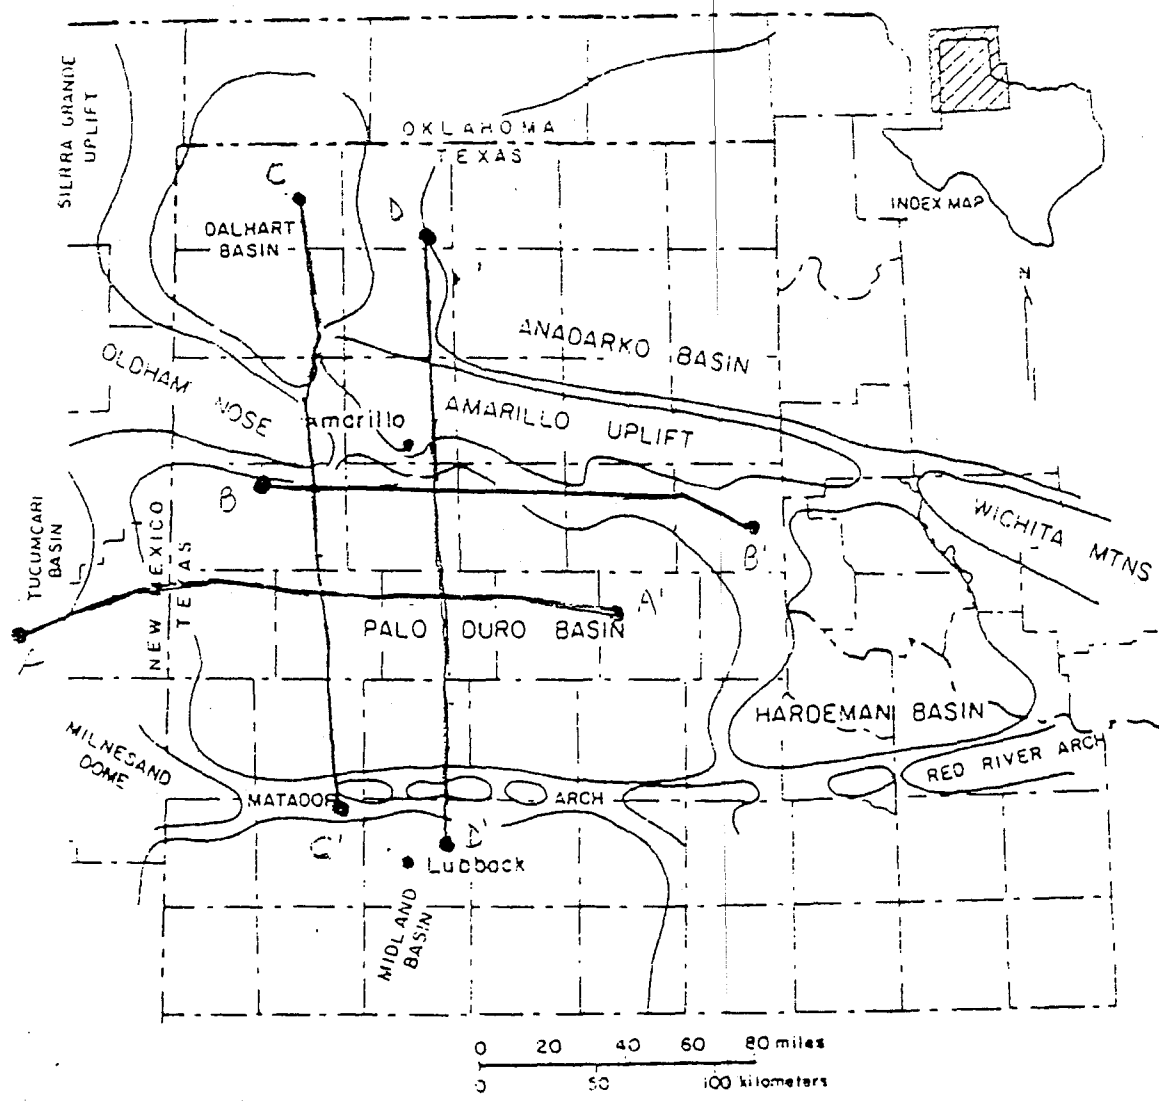 SIERRA GRANDE
UPLIFT
OKLAHOMA
TEXAS
INDEX MAP
C
D
DALHART
BASIN
N
ANADARKO BASIN
OLDHAM NOSE
Amarillo
AMARILLO UPLIFT
B
B'
WICHITA MTNS
TUCUMCARI
BASIN
NEW MEXICO
TEXAS
A'
PALO DURO BASIN
HARDEMAN BASIN
MILNESAND
DOME
RED RIVER ARCH
MATADOR
ARCH
C'
D'
Lubbock
MIDLAND
BASIN
0 20 40 60 80 miles
0 50 100 kilometers